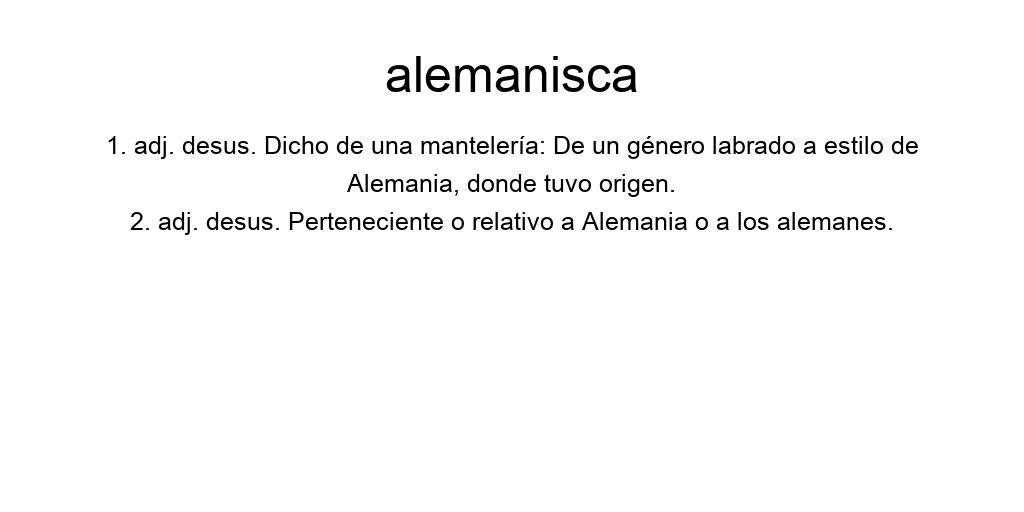 alemanisca
1. adj. desus. Dicho de una mantelería: De un género labrado a estilo de
Alemania, donde tuvo origen.
2. adj. desus. Perteneciente o relativo a Alemania o a los alemanes.